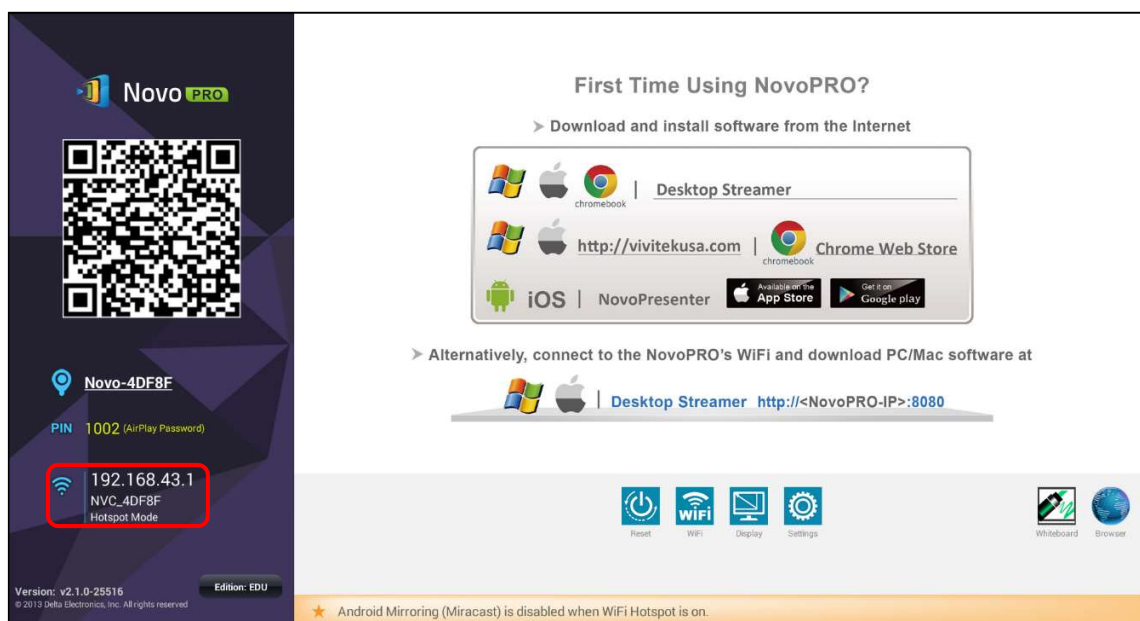 Novo PRO
Novo-4DF8F
PIN 1002 (AirPlay Password)
192.168.43.1
NVC_4DF8F
Hotspot Mode
Version: v2.1.0-25516
© 2013 Delta Electronics, Inc. All rights reserved
Edition: EDU
First Time Using NovoPRO?
➢ Download and install software from the Internet
chromebook | Desktop Streamer
http://vivitekusa.com | chromebook Chrome Web Store
iOS | NovoPresenter Available on the App Store Get it on Google play
➢ Alternatively, connect to the NovoPRO's WiFi and download PC/Mac software at
| Desktop Streamer http://<NovoPRO-IP>:8080
WiFi
Reset WiFi Display Settings Whiteboard Browser
★ Android Mirroring (Miracast) is disabled when WiFi Hotspot is on.